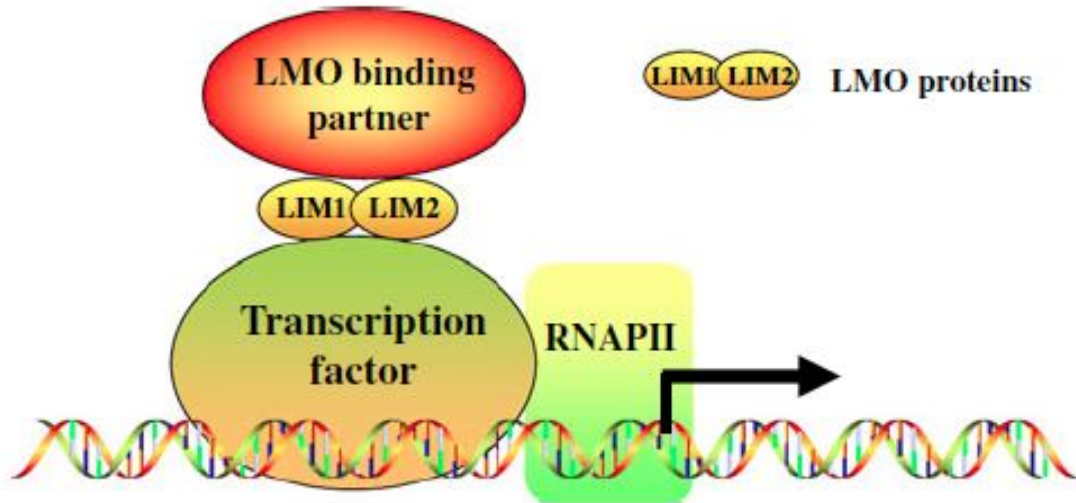 LMO binding
partner
LIM1 LIM2 LMO proteins
LIM1 LIM2
Transcription
factor
RNAPII